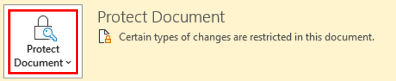 Protect Document
Certain types of changes are restricted in this document.
Protect
Document